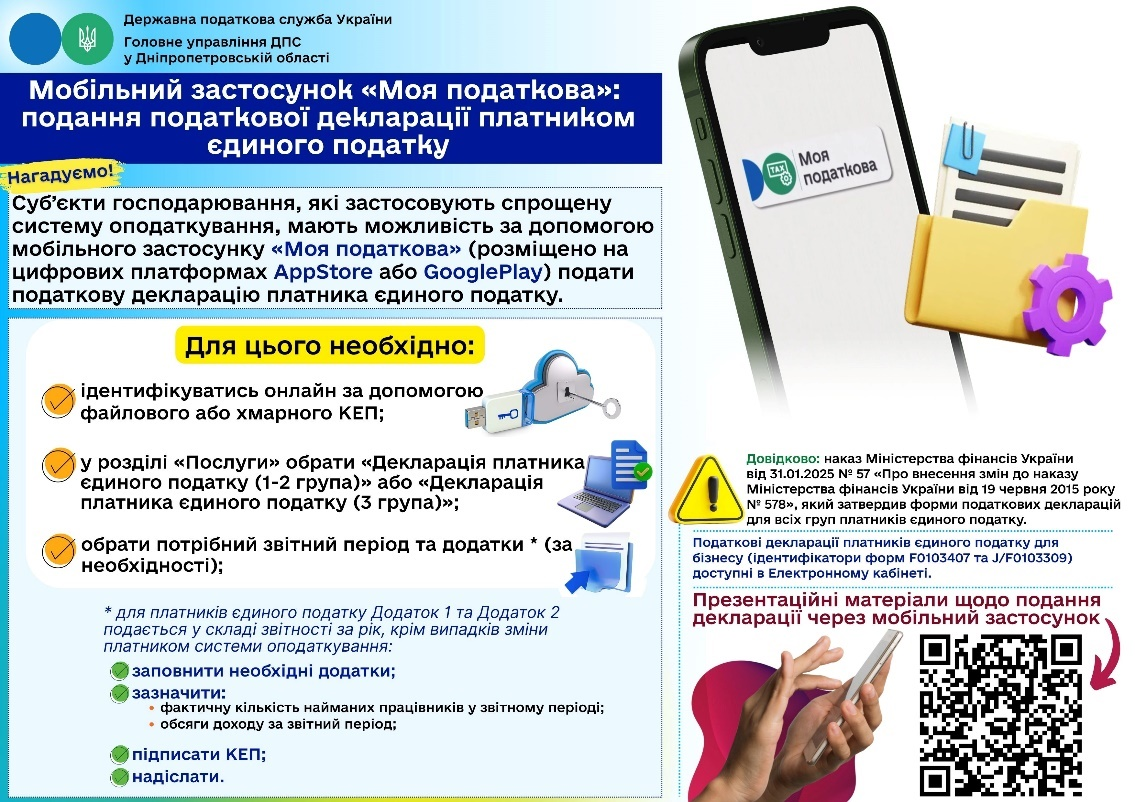 Державна податкова служба України
Головне управління ДПС
у Дніпропетровській області
Мобільний застосунок «Моя податкова»:
подання податкової декларації платником
єдиного податку
Нагадуємо!
Суб’єкти господарювання, які застосовують спрощену
систему оподаткування, мають можливість за допомогою
мобільного застосунку «Моя податкова» (розміщено на
цифрових платформах AppStore або GooglePlay) подати
податкову декларацію платника єдиного податку.
Для цього необхідно:
ідентифікуватись онлайн за допомогою
файлового або хмарного КЕП;
у розділі «Послуги» обрати «Декларація платника
єдиного податку (1-2 група)» або «Декларація
платника єдиного податку (3 група)»;
обрати потрібний звітний період та додатки * (за
необхідності);
* для платників єдиного податку Додаток 1 та Додаток 2
подається у складі звітності за рік, крім випадків зміни
платником системи оподаткування:
заповнити необхідні додатки;
зазначити:
• фактичну кількість найманих працівників у звітному періоді;
• обсяги доходу за звітний період;
підписати КЕП;
надіслати.
TAX
Моя
податкова
Довідково: наказ Міністерства фінансів України
від 31.01.2025 № 57 «Про внесення змін до наказу
Міністерства фінансів України від 19 червня 2015 року
№ 578», який затвердив форми податкових декларацій
для всіх груп платників єдиного податку.
Податкові декларації платників єдиного податку для
бізнесу (ідентифікатори форм F0103407 та J/F0103309)
доступні в Електронному кабінеті.
Презентаційні матеріали щодо подання
декларації через мобільний застосунок